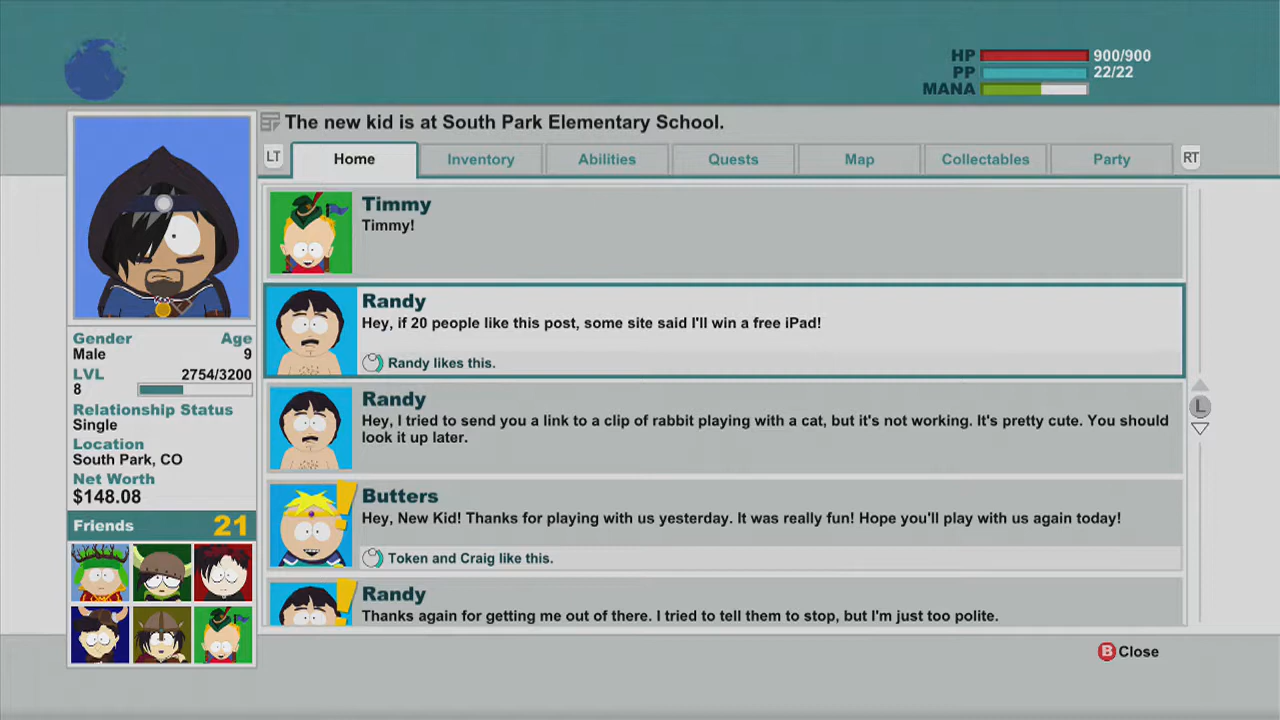 HP 900/900
PP 22/22
MANA
The new kid is at South Park Elementary School.
LT Home Inventory Abilities Quests Map Collectables Party RT
Gender Age
Male 9
LVL 2754/3200
8
Relationship Status
Single
Location
South Park, CO
Net Worth
$148.08
Friends 21
Timmy
Timmy!
Randy
Hey, if 20 people like this post, some site said I'll win a free iPad!
Randy likes this.
Randy
Hey, I tried to send you a link to a clip of rabbit playing with a cat, but it's not working. It's pretty cute. You should
look it up later.
Butters
Hey, New Kid! Thanks for playing with us yesterday. It was really fun! Hope you'll play with us again today!
Token and Craig like this.
Randy
Thanks again for getting me out of there. I tried to tell them to stop, but I'm just too polite.
L
B Close